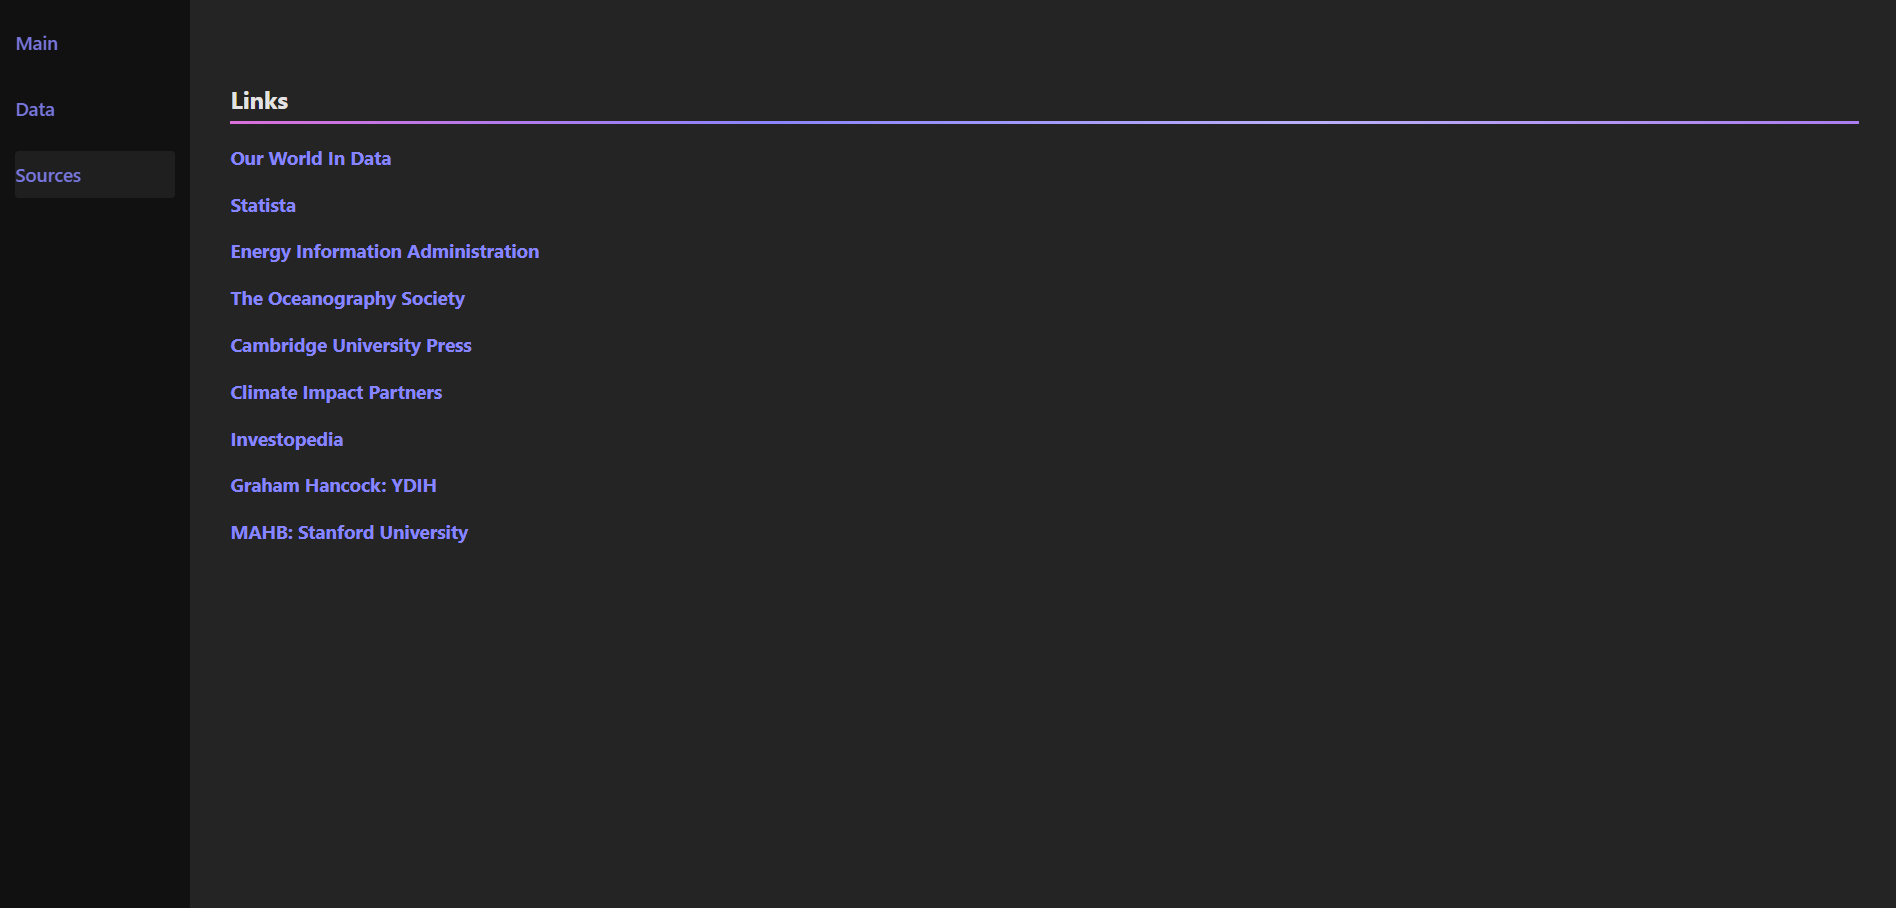 Main
Data
Sources
Links
Our World In Data
Statista
Energy Information Administration
The Oceanography Society
Cambridge University Press
Climate Impact Partners
Investopedia
Graham Hancock: YDIH
MAHB: Stanford University